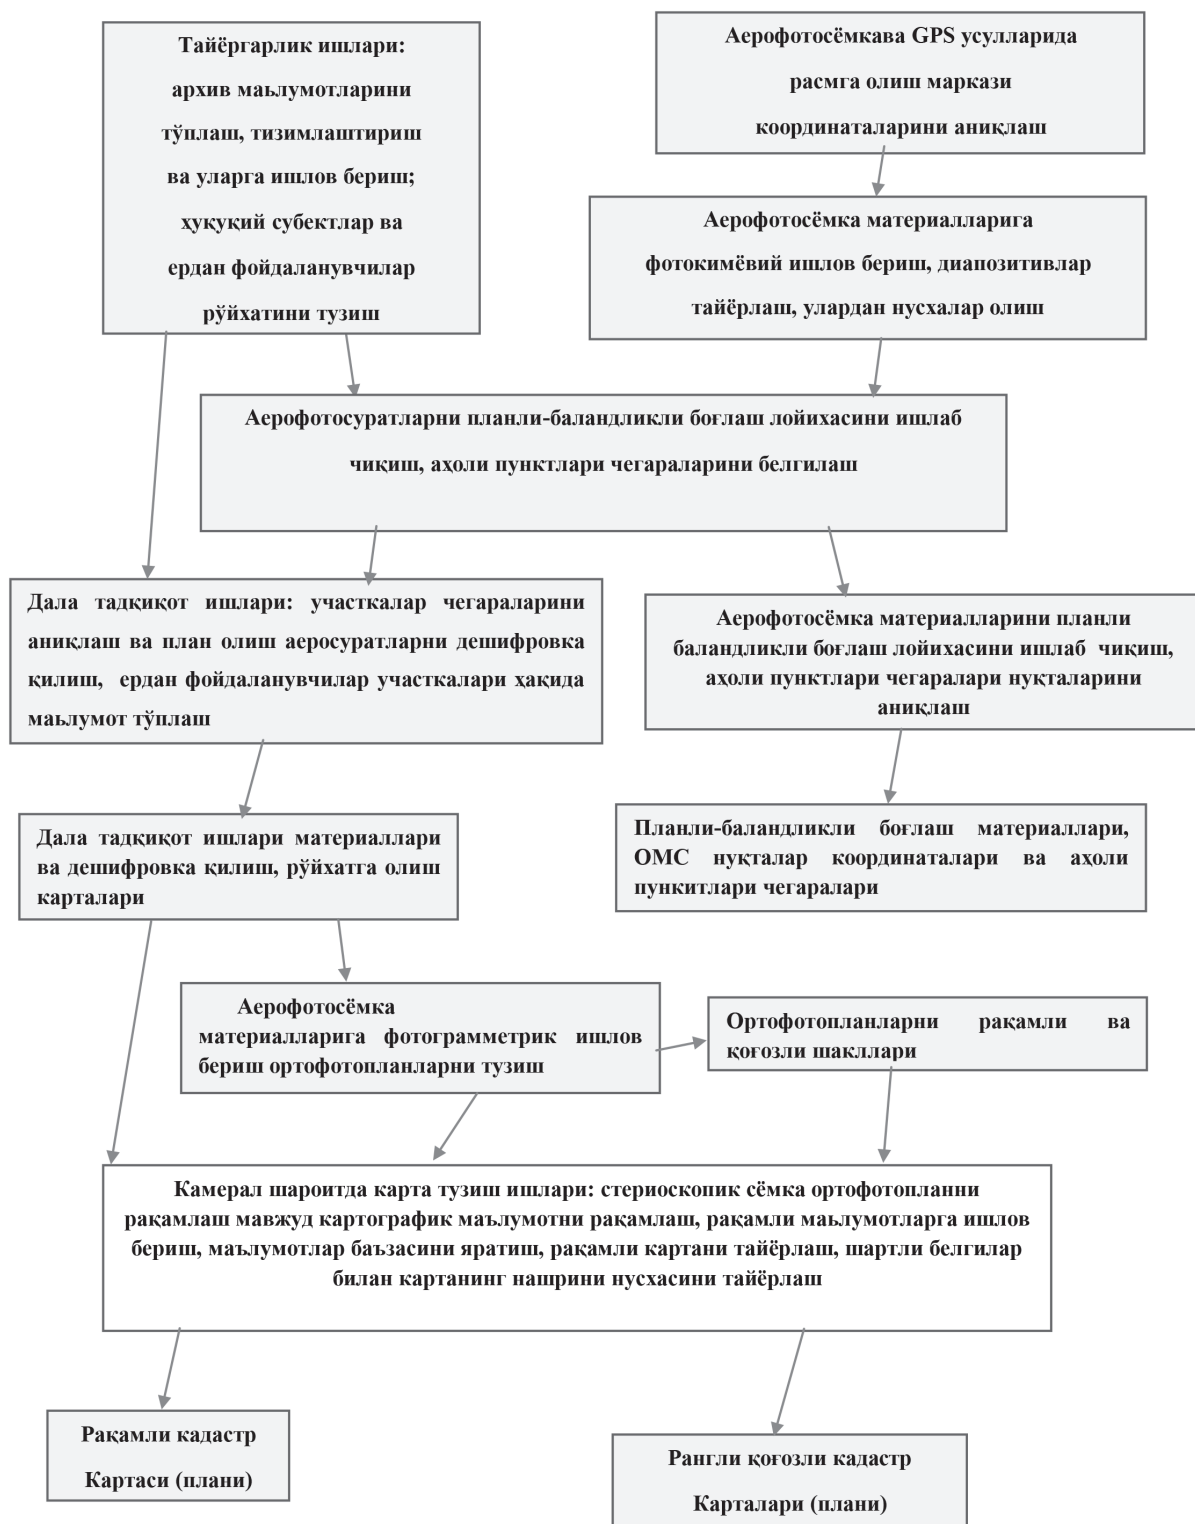 Тайёргарлик ишлари:
архив маьлумотларини
тўплаш, тизимлаштириш
ва уларга ишлов бериш;
ҳуқуқий субектлар ва
ердан фойдаланувчилар
рўйхатини тузиш
Аерофотосёмкава GPS усулларида
расмга олиш маркази
координаталарини аниқлаш
Аерофотосёмка материалларига
фотокимёвий ишлов бериш, диапозитивлар
тайёрлаш, улардан нусхалар олиш
Аерофотосуратларни планли-баландликли боғлаш лойихасини ишлаб
чиқиш, аҳоли пунктлари чегараларини белгилаш
Дала тадқиқот ишлари: участкалар чегараларини
аниқлаш ва план олиш аеросуратларни дешифровка
қилиш, ердан фойдаланувчилар участкалари ҳақида
маьлумот тўплаш
Аерофотосёмка материалларини планли
баландликли боғлаш лойихасини ишлаб чиқиш,
аҳоли пунктлари чегаралари нуқталарини
аниқлаш
Дала тадқиқот ишлари материаллари
ва дешифровка қилиш, рўйхатга олиш
карталари
Планли-баландликли боғлаш материаллари,
ОМС нуқталар координаталари ва аҳоли
пункитлари чегаралари
Аерофотосёмка
материалларига фотограмметрик ишлов
бериш ортофотопланларни тузиш
Ортофотопланларни рақамли ва
қоғозли шакллари
Камерал шароитда карта тузиш ишлари: стериоскопик сёмка ортофотопланни
рақамлаш мавжуд картографик маълумотни рақамлаш, рақамли маьлумотларга ишлов
бериш, маълумотлар баъзасини яратиш, рақамли картани тайёрлаш, шартли белгилар
билан картанинг нашрини нусхасини тайёрлаш
Рақамли кадастр
Картаси (плани)
Рангли қоғозли кадастр
Карталари (плани)